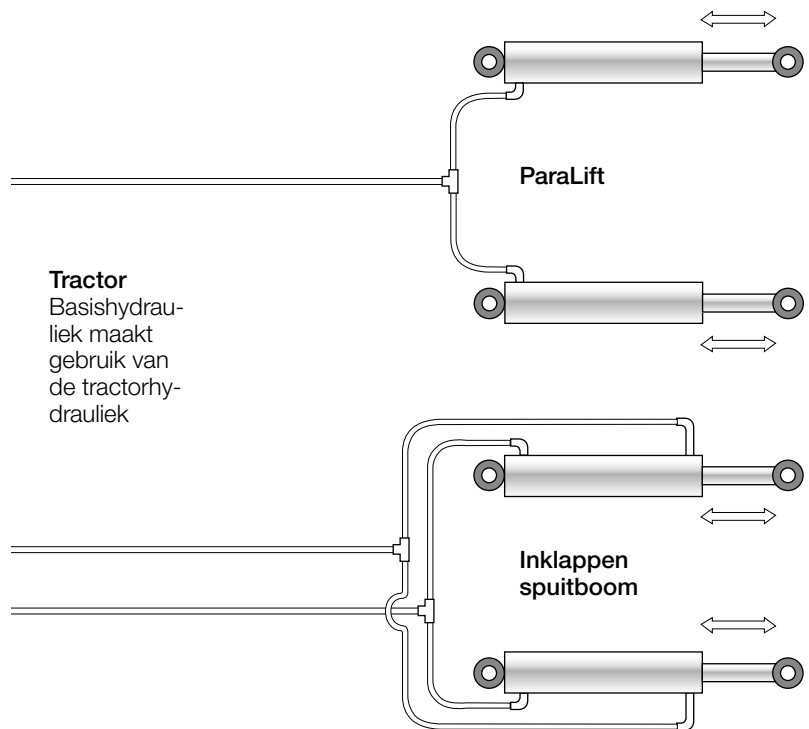 ParaLift
Tractor
Basishydrau-
liek maakt
gebruik van
de tractorhy-
drauliek
Inklappen
spuitboom